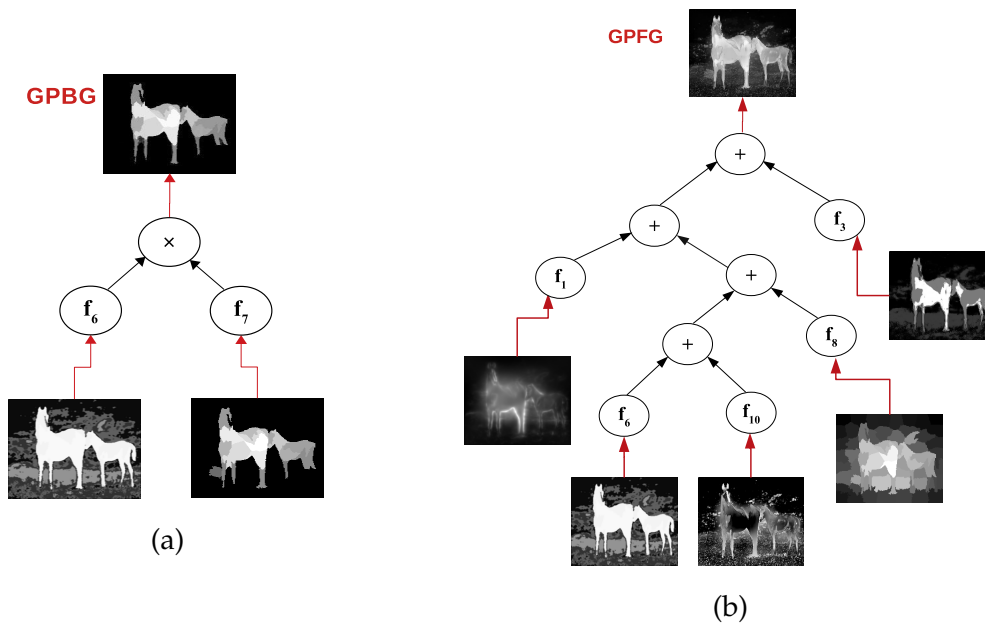 GPBG
×
f₆
f₇
(a)
GPFG
+
+
f₃
f₁
+
+
f₈
f₆
f₁₀
(b)